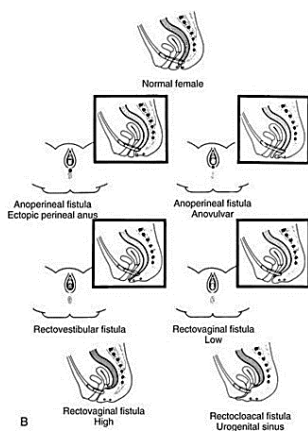 Normal female
Anoperineal fistula
Ectopic perineal anus
Anoperineal fistula
Anovulvar
Rectovestibular fistula
Rectovaginal fistula
Low
Rectovaginal fistula
High
Rectocloacal fistula
Urogenital sinus
B